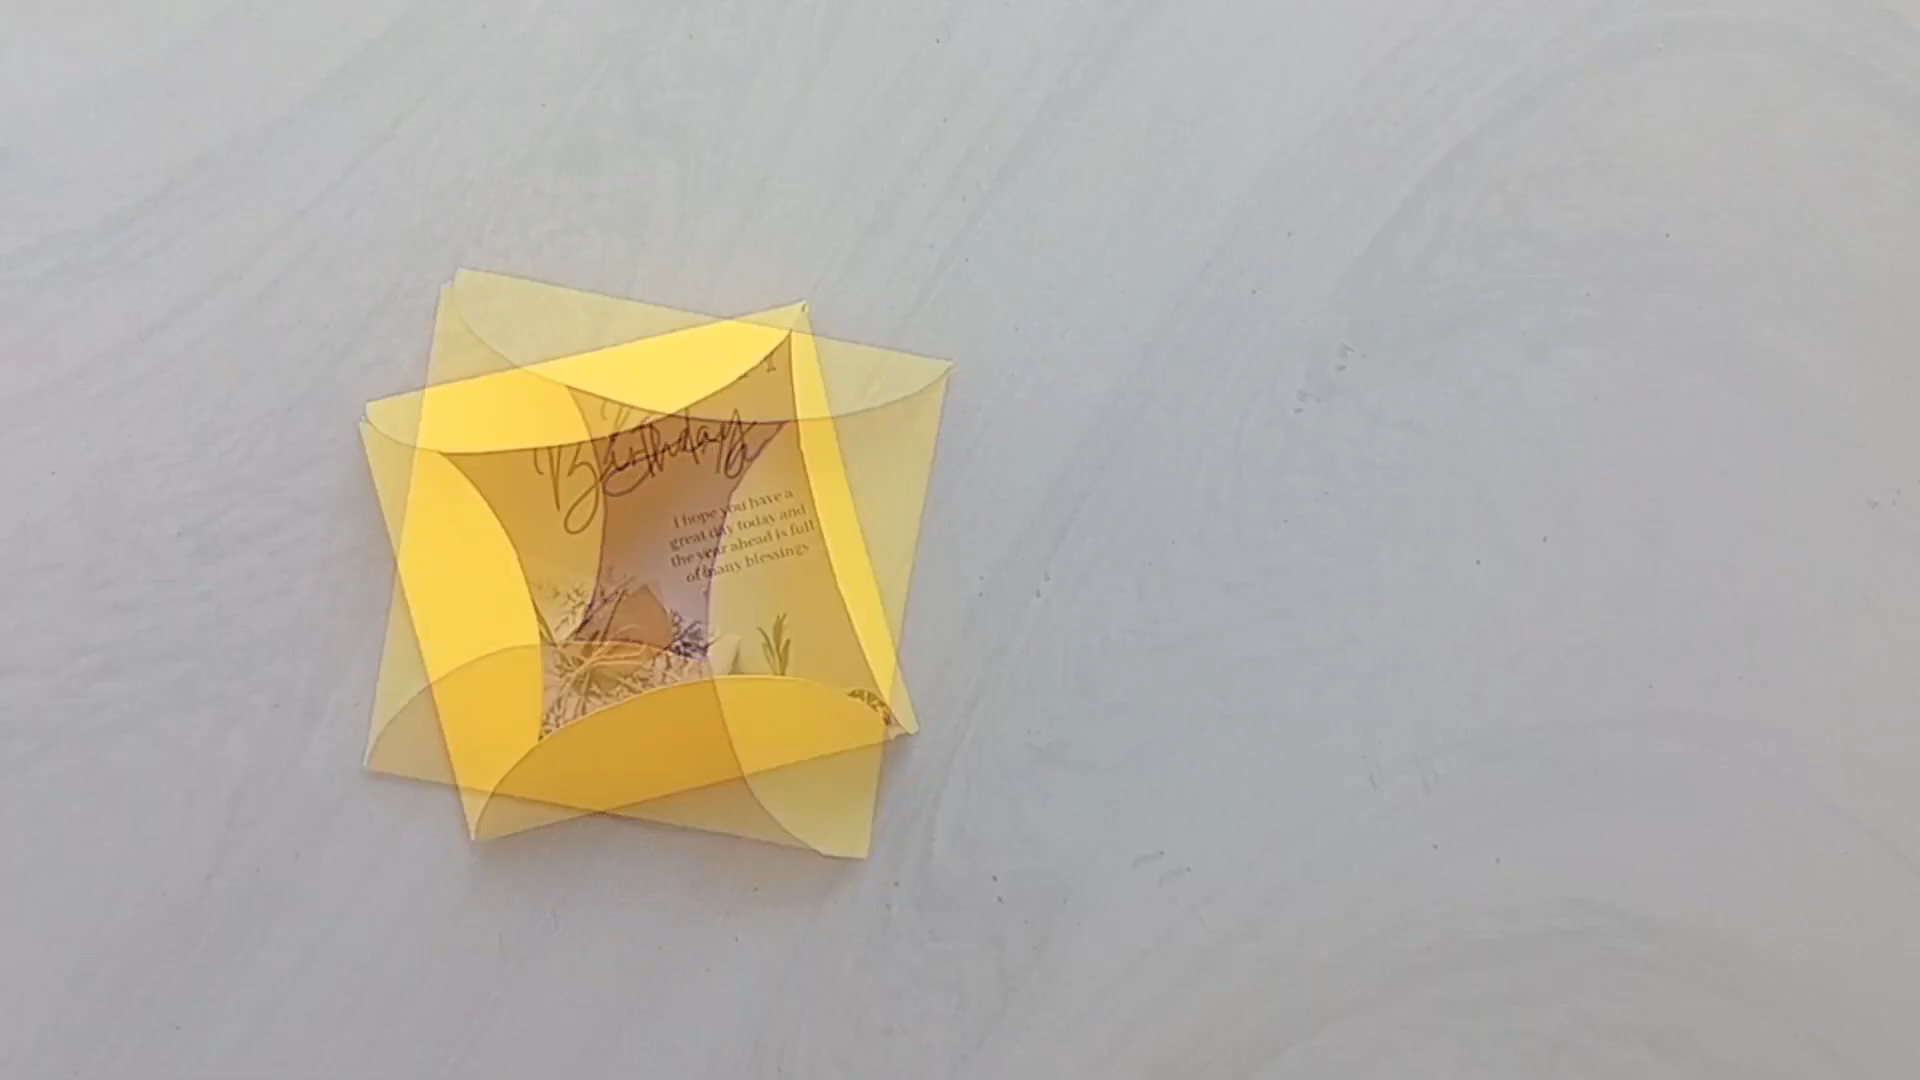 Birthday
I hope you have a
great day today and
the year ahead is full
of many blessings